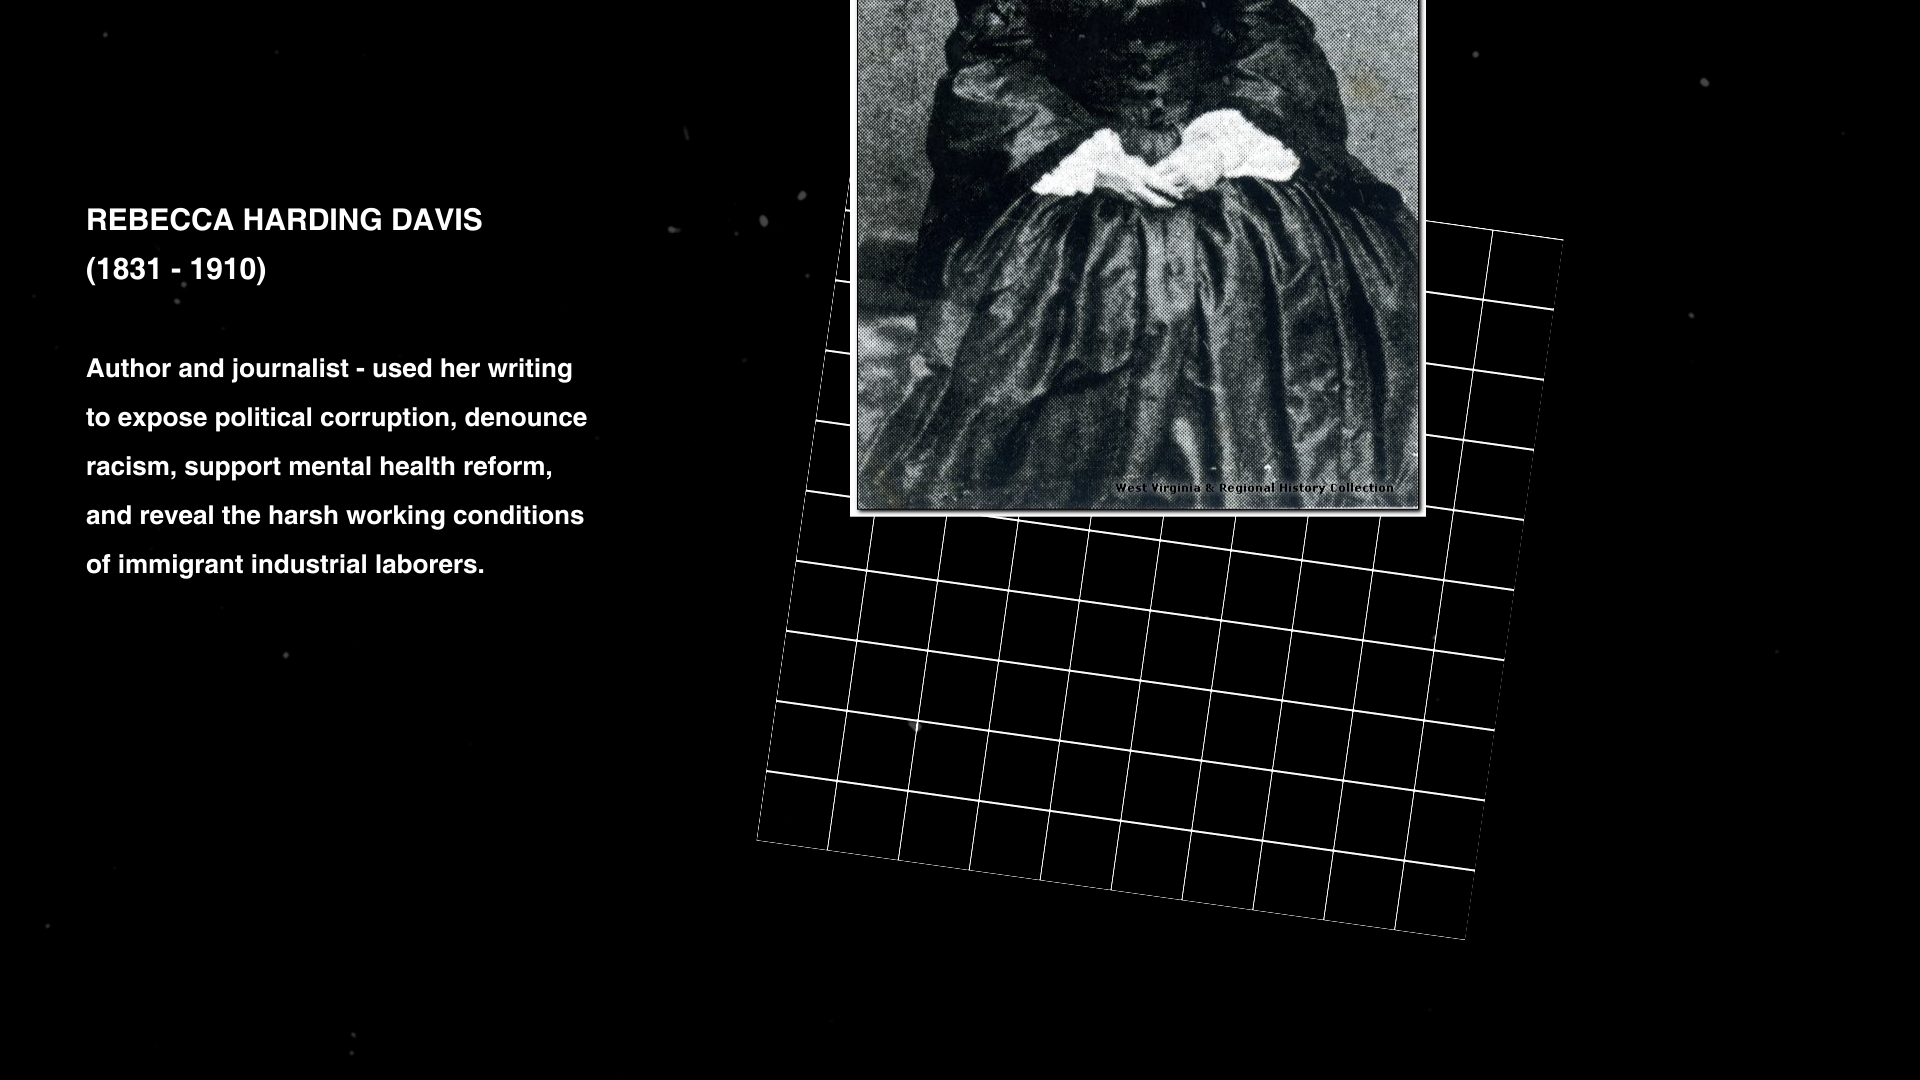 REBECCA HARDING DAVIS
(1831 - 1910)
Author and journalist - used her writing
to expose political corruption, denounce
racism, support mental health reform,
and reveal the harsh working conditions
of immigrant industrial laborers.
West Virginia & Regional History Collection